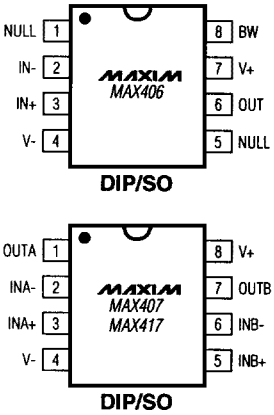 NULL 1 8 BW
IN- 2 7 V+
MAXIM
MAX406
IN+ 3 6 OUT
V- 4 5 NULL
DIP/SO
OUTA 1 8 V+
INA- 2 7 OUTB
MAXIM
MAX407
INA+ 3 6 INB-
MAX417
V- 4 5 INB+
DIP/SO